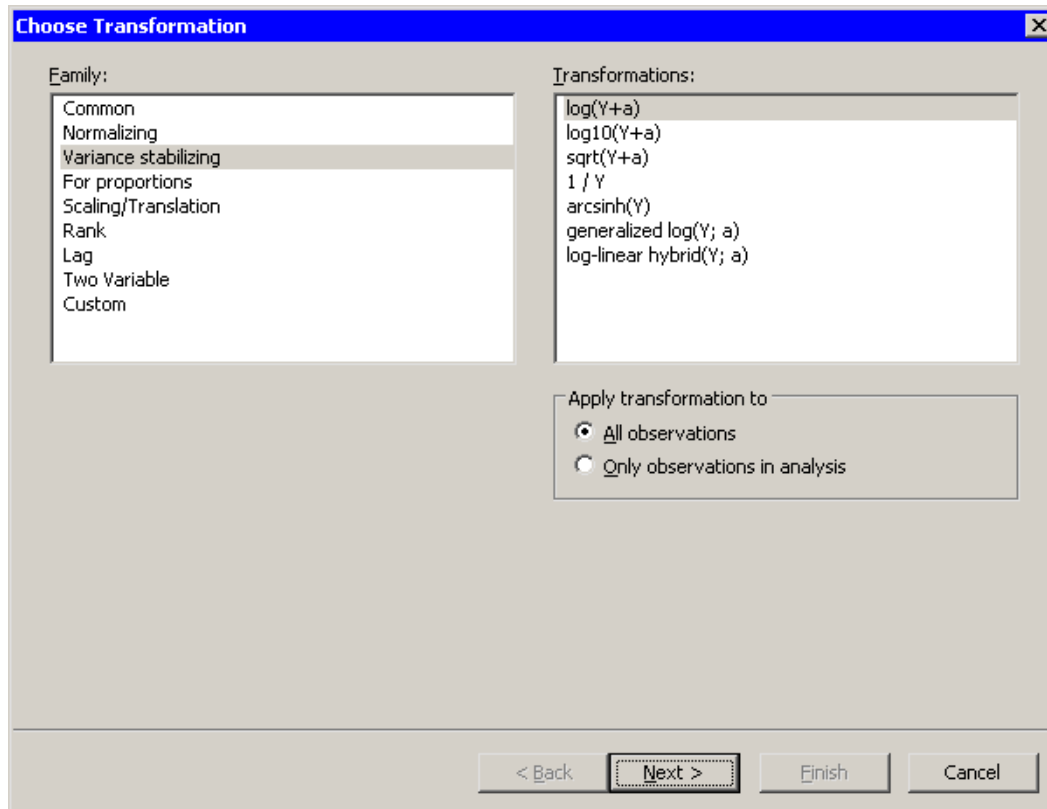 Choose Transformation
Family:
Common
Normalizing
Variance stabilizing
For proportions
Scaling/Translation
Rank
Lag
Two Variable
Custom
Transformations:
log(Y+a)
log10(Y+a)
sqrt(Y+a)
1 / Y
arcsinh(Y)
generalized log(Y; a)
log-linear hybrid(Y; a)
Apply transformation to
All observations
Only observations in analysis
< Back Next > Finish Cancel